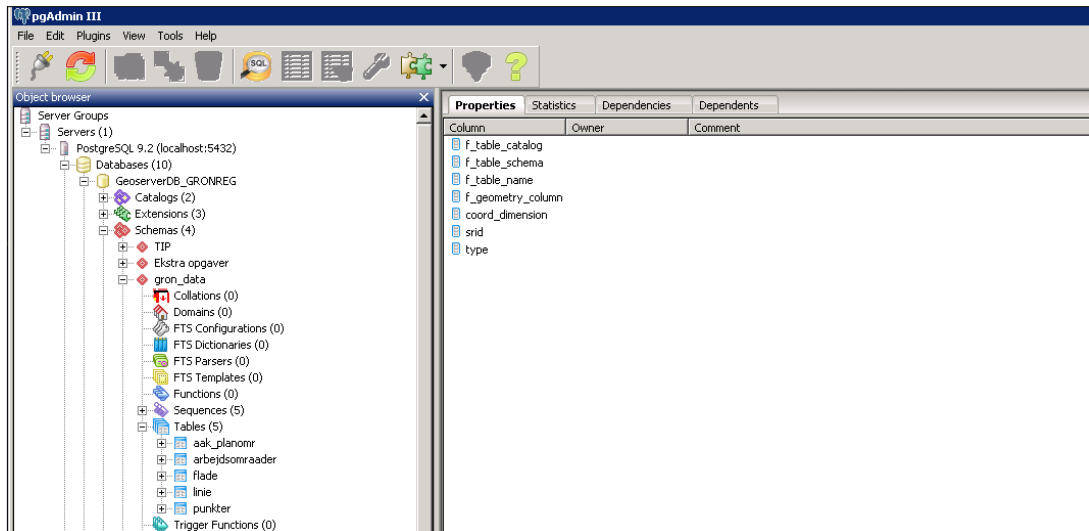 pgAdmin III
File Edit Plugins View Tools Help
SQL
Object browser
Server Groups
Servers (1)
PostgreSQL 9.2 (localhost:5432)
Databases (10)
GeoserverDB_GRONREG
Catalogs (2)
Extensions (3)
Schemas (4)
TIP
Ekstra opgaver
gron_data
Collations (0)
Domains (0)
FTS Configurations (0)
FTS Dictionaries (0)
FTS Parsers (0)
FTS Templates (0)
Functions (0)
Sequences (5)
Tables (5)
aak_planomr
arbejdsomraader
flade
linie
punkter
Trigger Functions (0)
Properties Statistics Dependencies Dependents
Column Owner Comment
f_table_catalog
f_table_schema
f_table_name
f_geometry_column
coord_dimension
srid
type